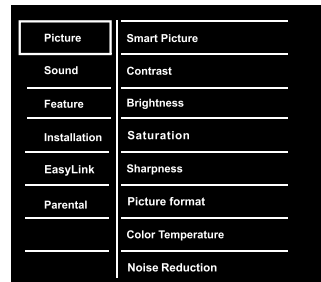 Picture
Sound
Feature
Installation
EasyLink
Parental
Smart Picture
Contrast
Brightness
Saturation
Sharpness
Picture format
Color Temperature
Noise Reduction